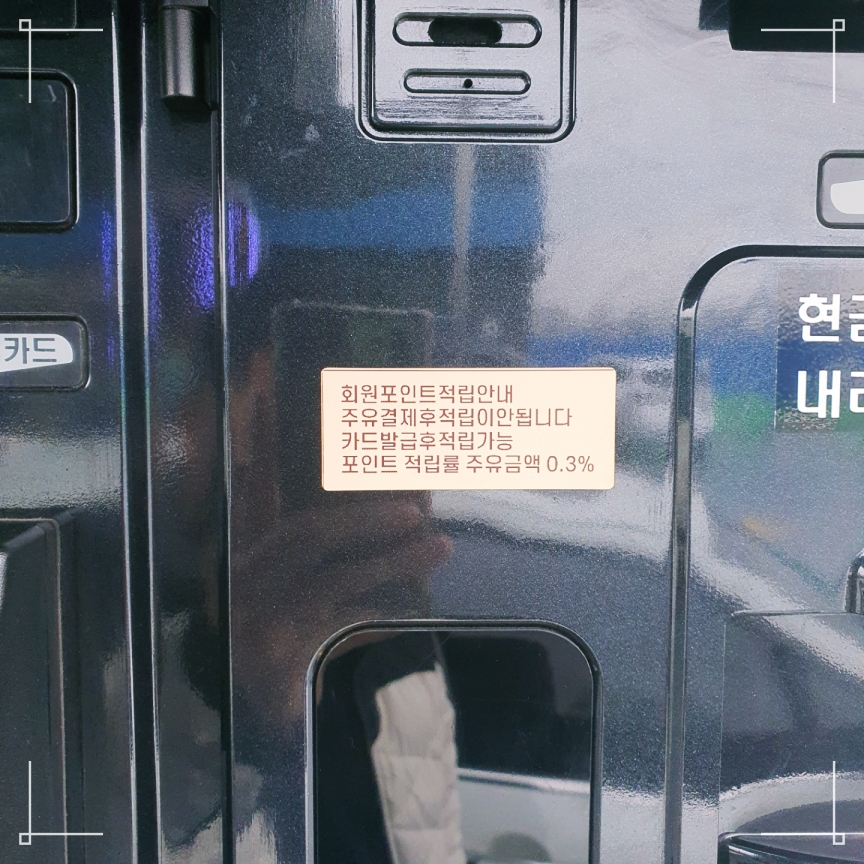 카드
회원포인트적립안내
주유결제후적립이안됩니다
카드발급후적립가능
포인트 적립률 주유금액 0.3%